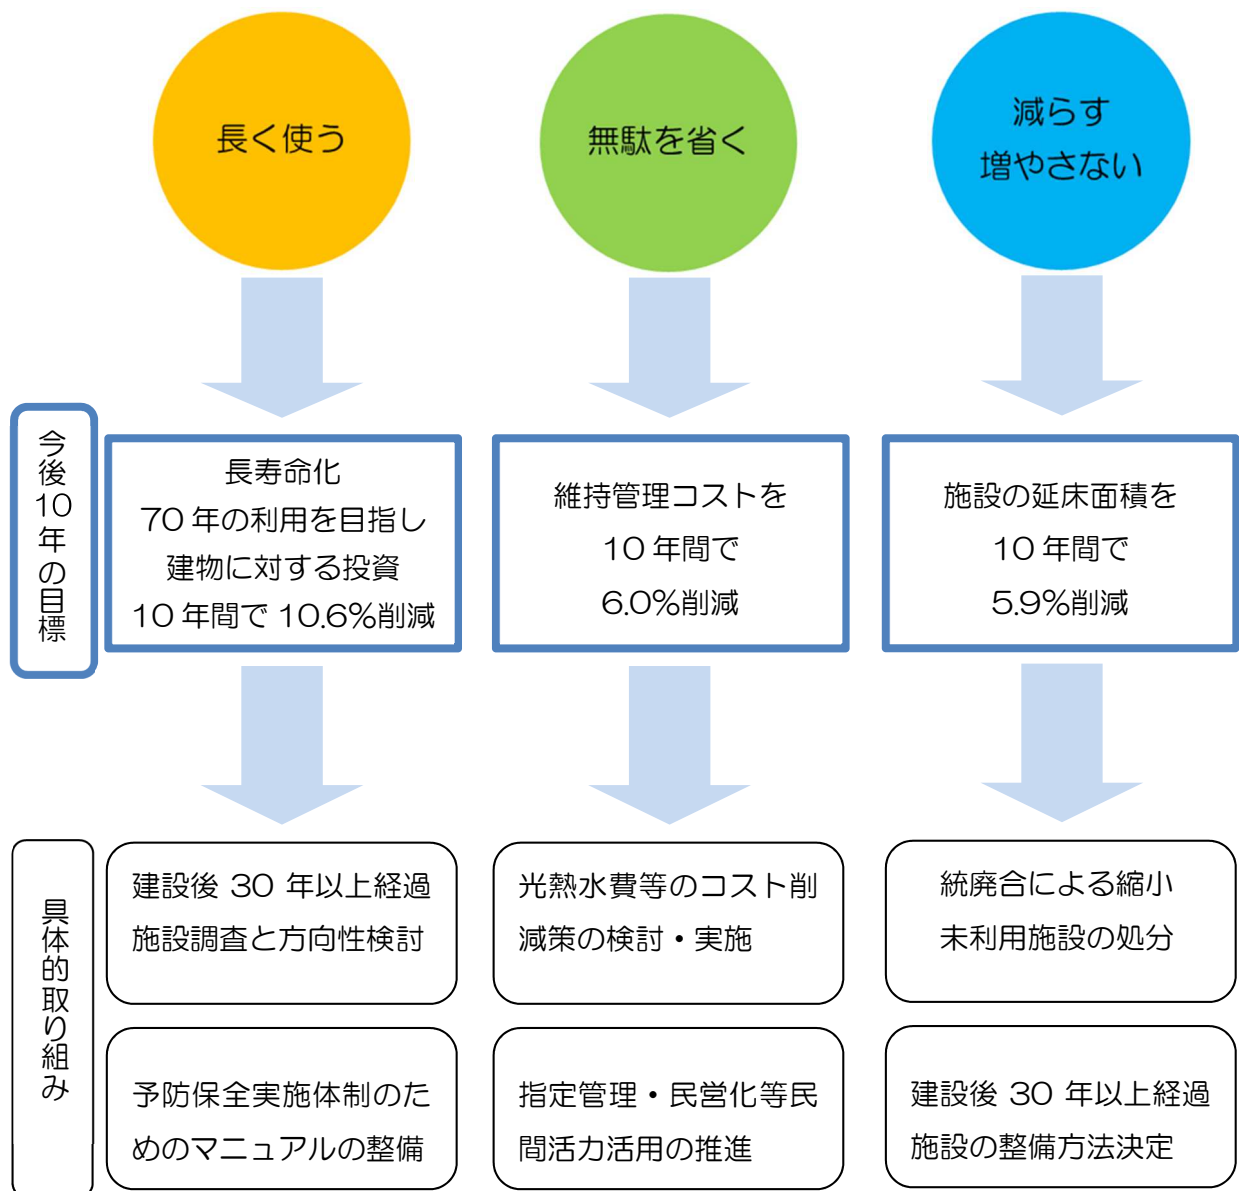 長く使う
無駄を省く
減らす
増やさない
今後10年の目標
長寿命化
70年の利用を目指し
建物に対する投資
10年間で10.6%削減
維持管理コストを
10年間で
6.0%削減
施設の延床面積を
10年間で
5.9%削減
具体的取り組み
建設後 30 年以上経過
施設調査と方向性検討
光熱水費等のコスト削
減策の検討・実施
統廃合による縮小
未利用施設の処分
予防保全実施体制のた
めのマニュアルの整備
指定管理・民営化等民
間活力活用の推進
建設後 30 年以上経過
施設の整備方法決定